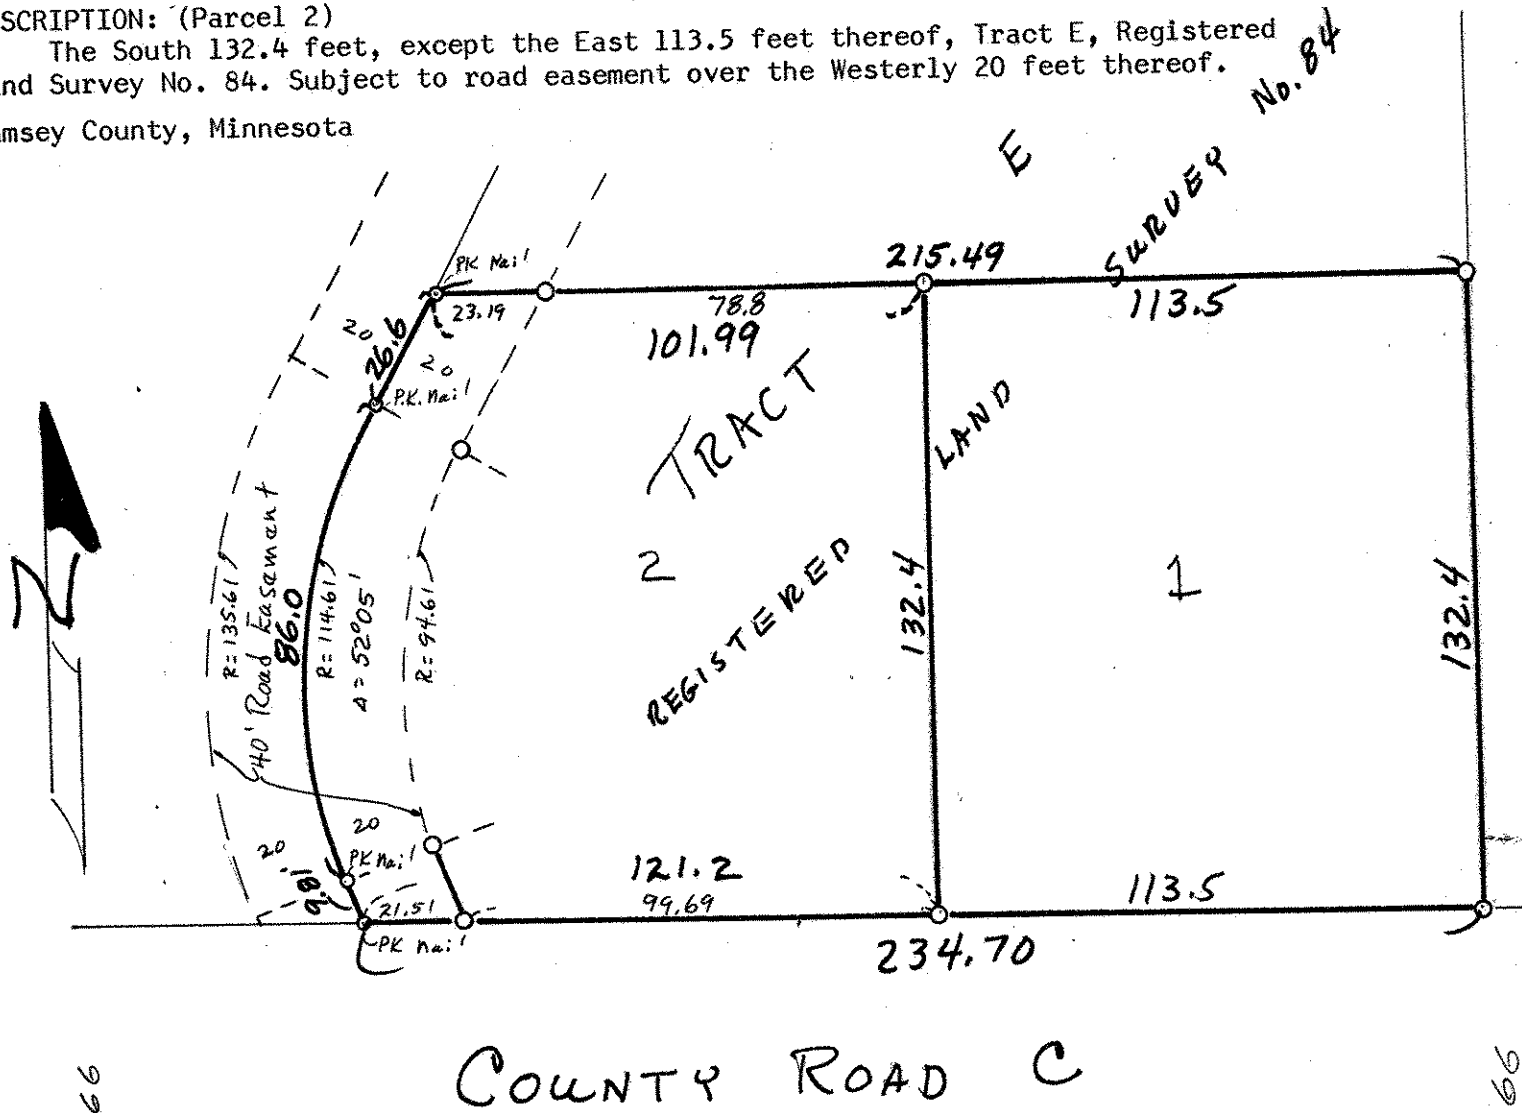 SCRIPTION: (Parcel 2)
The South 132.4 feet, except the East 113.5 feet thereof, Tract E, Registered
nd Survey No. 84. Subject to road easement over the Westerly 20 feet thereof.
msey County, Minnesota
No. 84
E
SURVEY
PK Nail
215.49
23.19
78.8
113.5
101.99
20
26.6
20
P.K. Nail
TRACT
LAND
N
2
1
REGISTERED
132.4
132.4
R=135.61
40' Road Easement
86.0
R=114.61
Δ=52°05'
R=94.61
20
20
PK Nail
9.81
21.51
121.2
99.69
113.5
PK Nail
234.70
COUNTY ROAD C
66
66